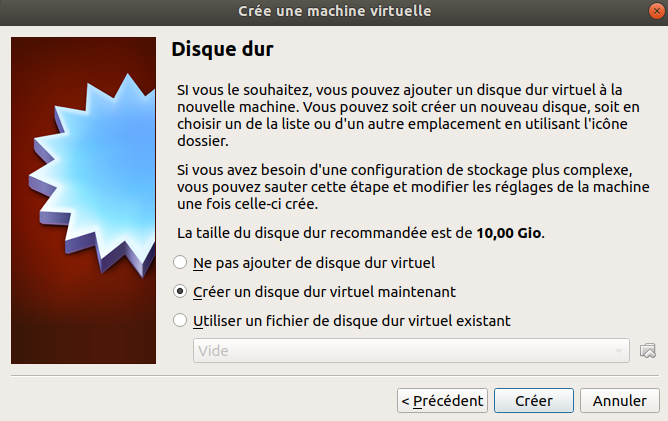 Crée une machine virtuelle
Disque dur
SI vous le souhaitez, vous pouvez ajouter un disque dur virtuel à la
nouvelle machine. Vous pouvez soit créer un nouveau disque, soit en
choisir un de la liste ou d'un autre emplacement en utilisant l'icône
dossier.
Si vous avez besoin d'une configuration de stockage plus complexe,
vous pouvez sauter cette étape et modifier les réglages de la machine
une fois celle-ci crée.
La taille du disque dur recommandée est de 10,00 Gio.
Ne pas ajouter de disque dur virtuel
Créer un disque dur virtuel maintenant
Utiliser un fichier de disque dur virtuel existant
Vide
< Précédent
Créer
Annuler